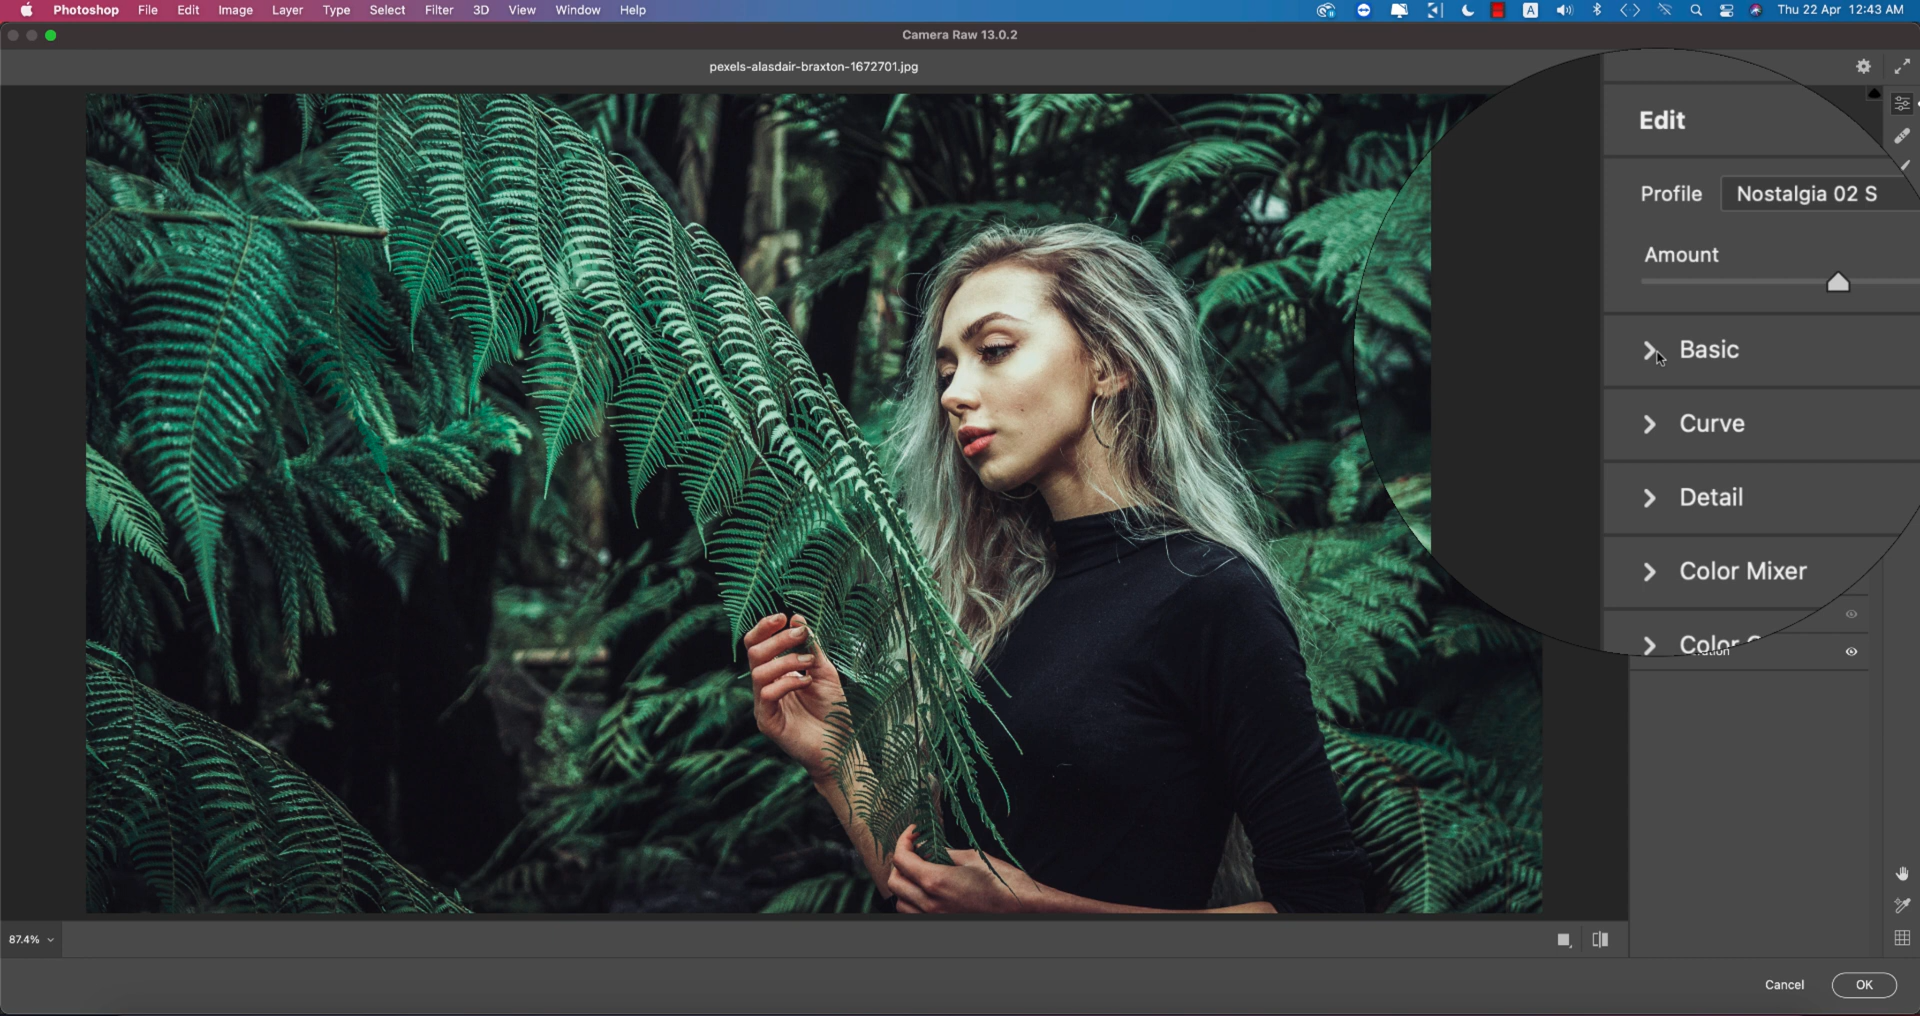 Photoshop File Edit Image Layer Type Select Filter 3D View Window Help A Thu 22 Apr 12:43 AM
Camera Raw 13.0.2
pexels-alasdair-braxton-1672701.jpg
Edit
Profile Nostalgia 02 S
Amount
Basic
Curve
Detail
Color Mixer
Color
87.4%
Cancel OK